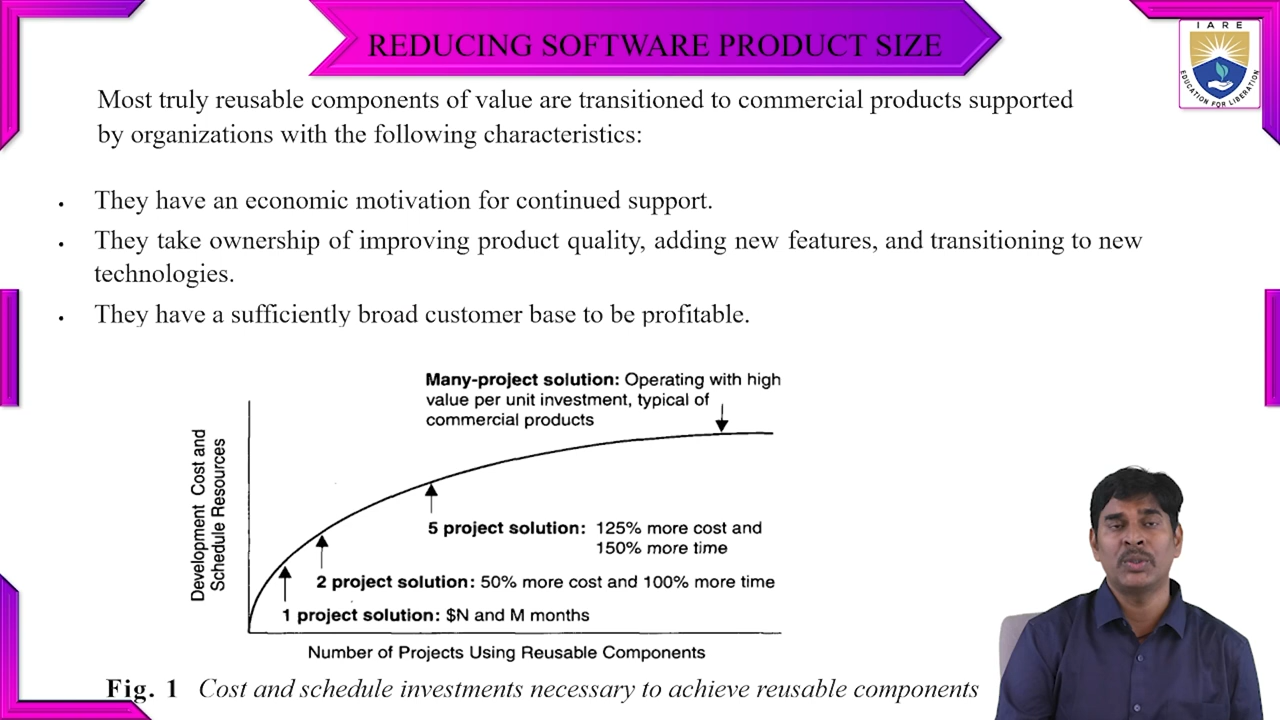 REDUCING SOFTWARE PRODUCT SIZE
IARE
EDUCATION FOR LIBERATION
Most truly reusable components of value are transitioned to commercial products supported
by organizations with the following characteristics:
• They have an economic motivation for continued support.
• They take ownership of improving product quality, adding new features, and transitioning to new
technologies.
• They have a sufficiently broad customer base to be profitable.
Many-project solution: Operating with high
value per unit investment, typical of
commercial products
Development Cost and
Schedule Resources
5 project solution: 125% more cost and
150% more time
2 project solution: 50% more cost and 100% more time
1 project solution: $N and M months
Number of Projects Using Reusable Components
Fig. 1 Cost and schedule investments necessary to achieve reusable components